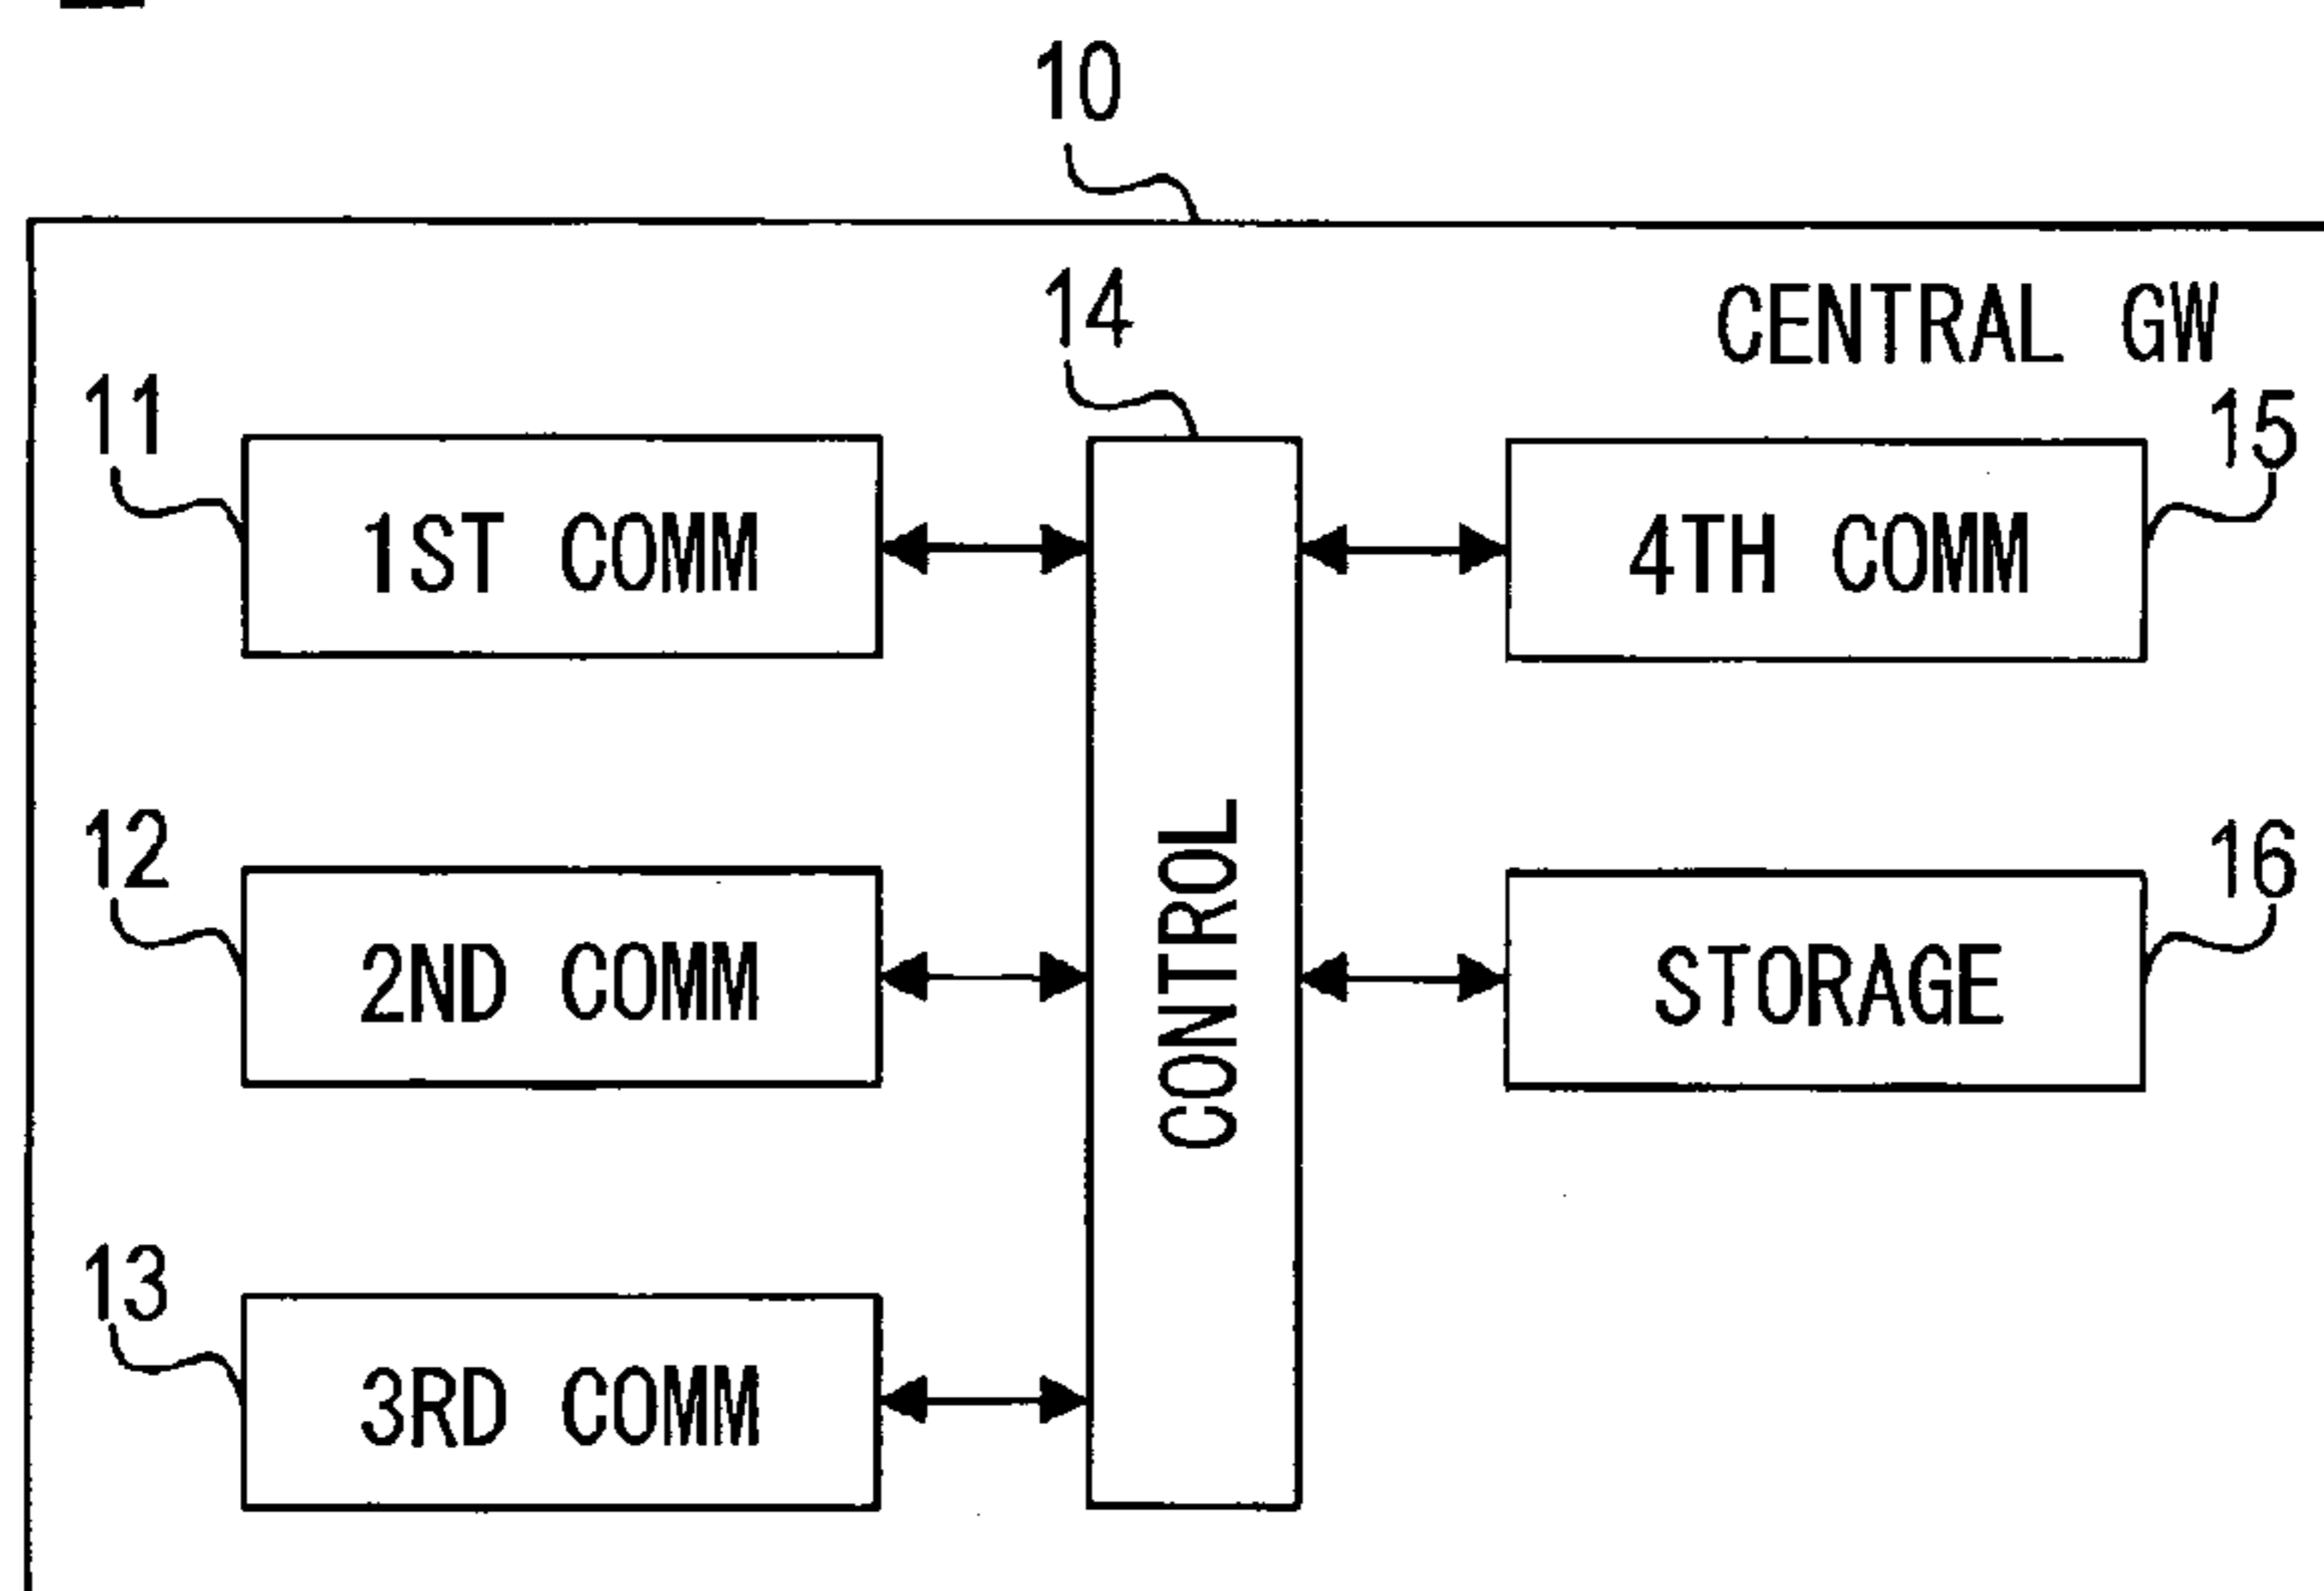 10
CENTRAL GW
14
11
15
1ST COMM
4TH COMM
12
16
2ND COMM
CONTROL
STORAGE
13
3RD COMM